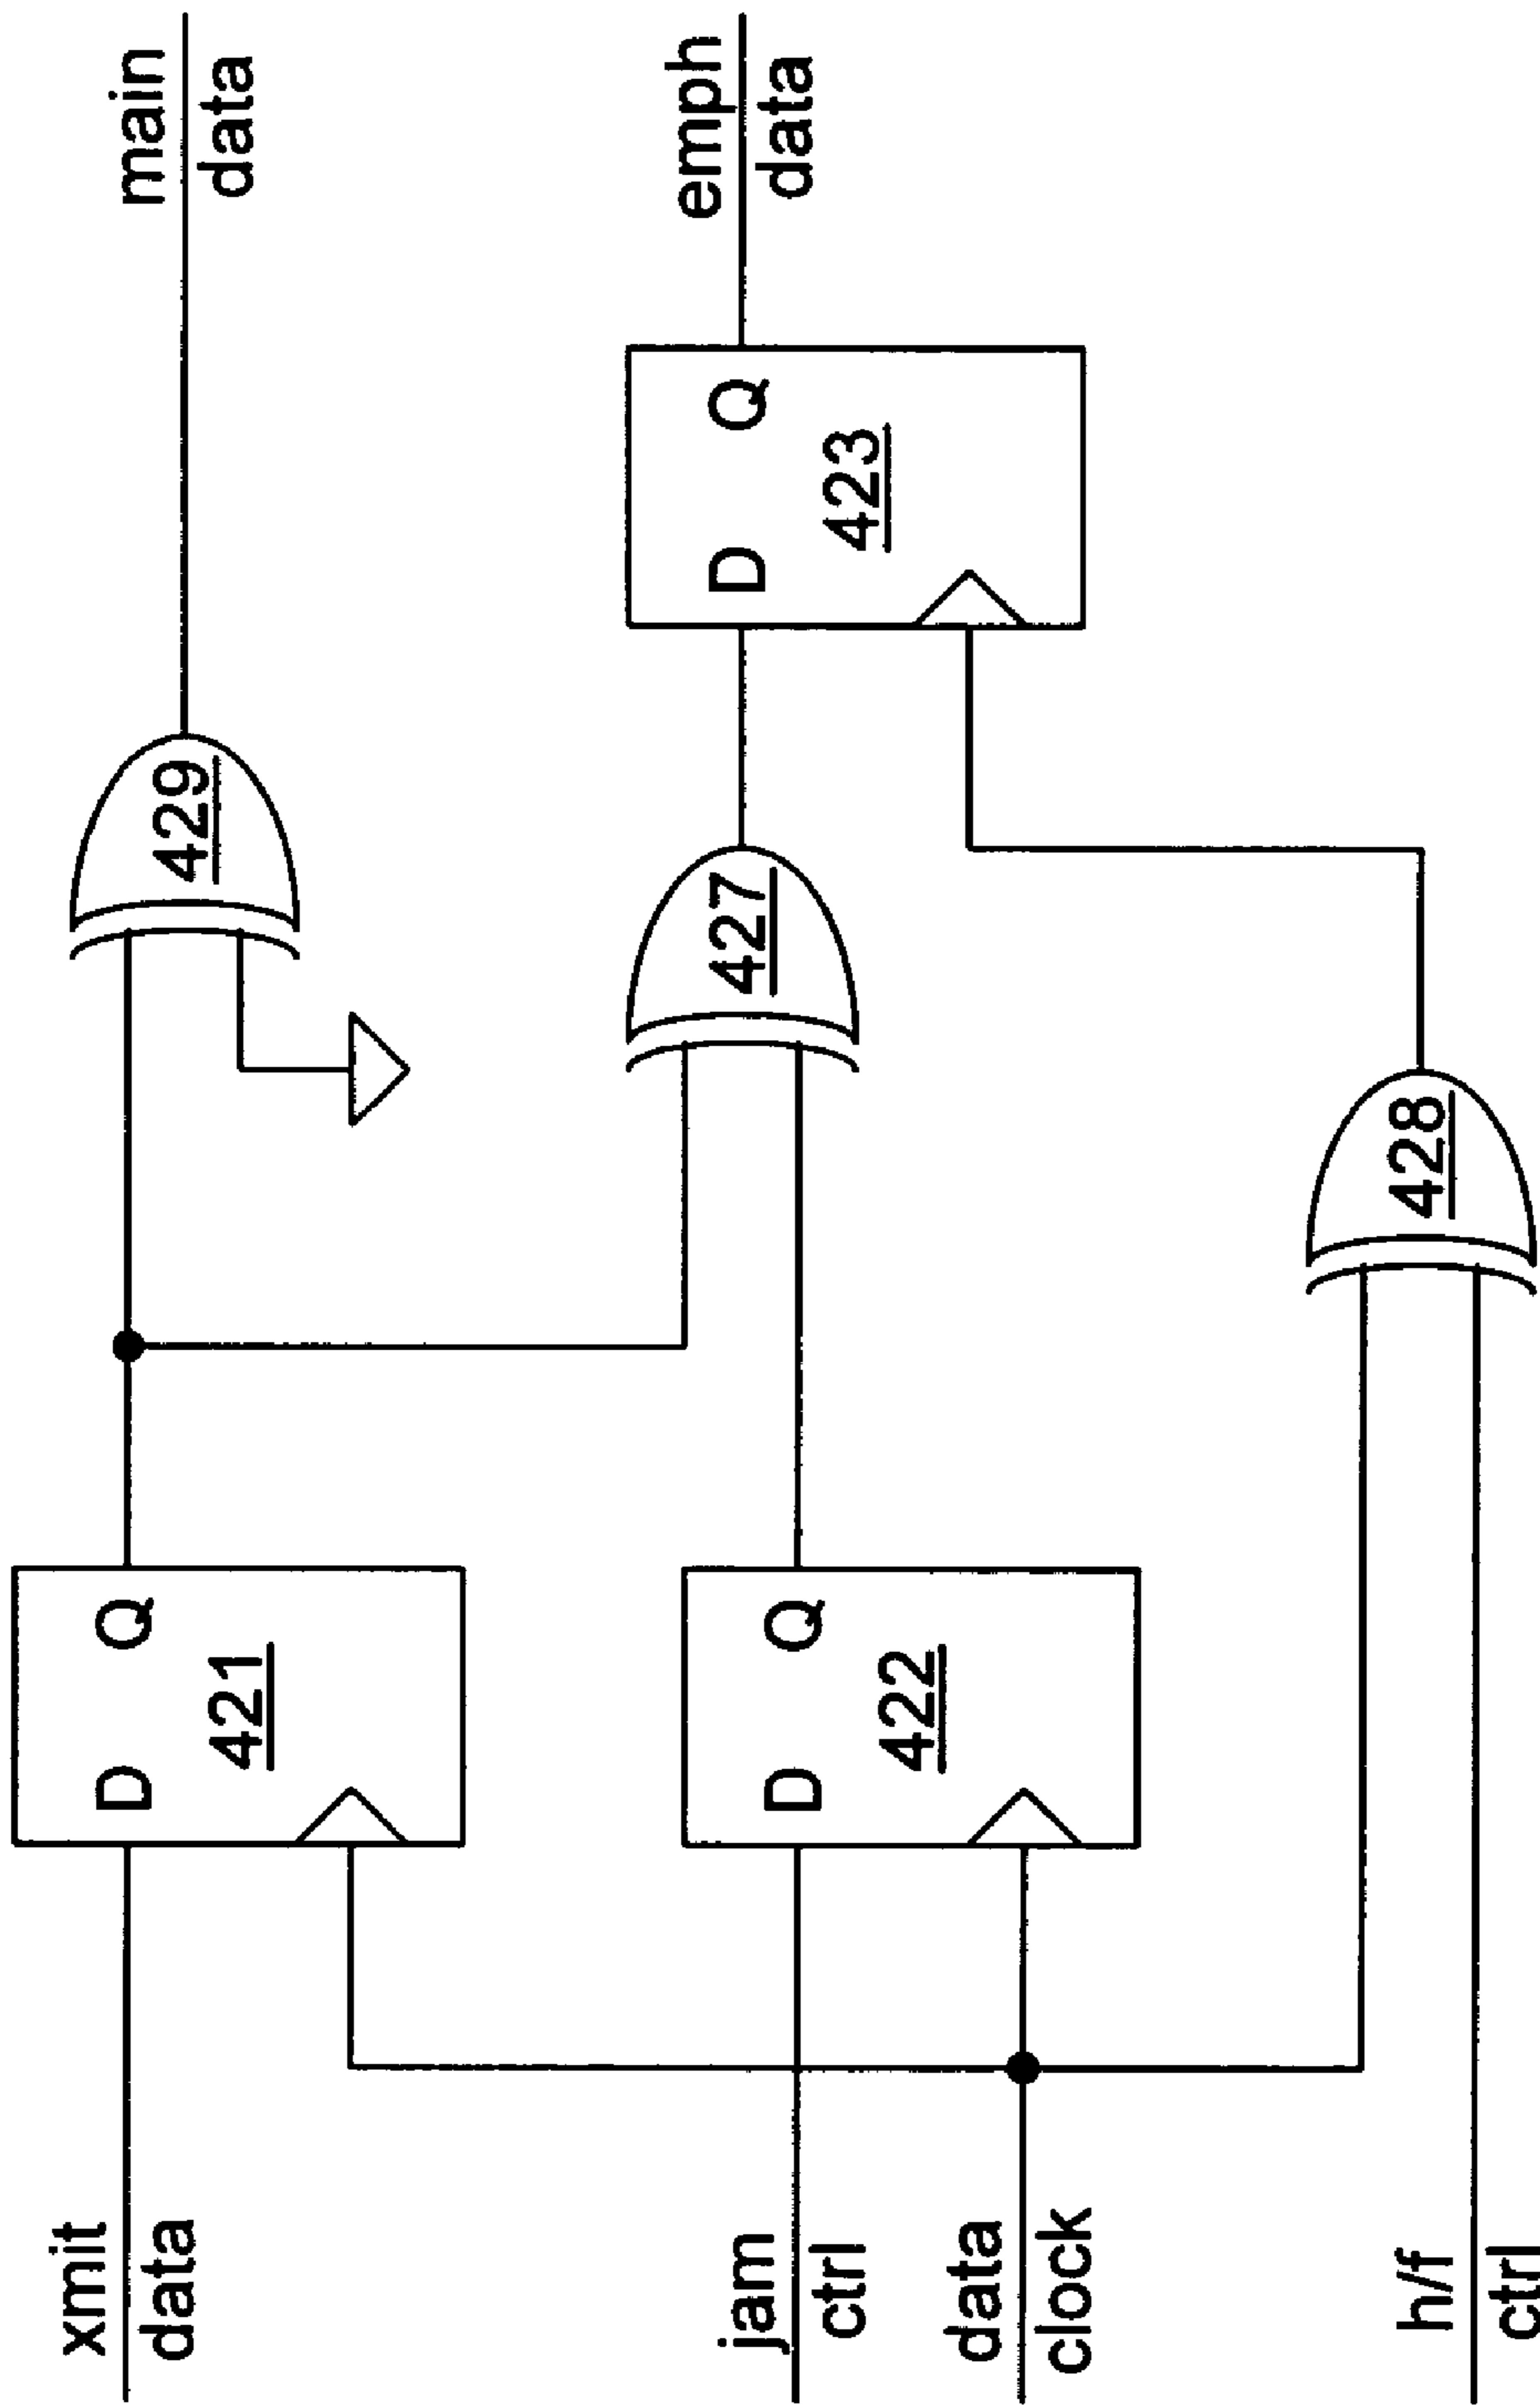 xmit
data
jam
ctrl
data
clock
h/f
ctrl
D Q
421
D Q
422
429
427
428
D Q
423
main
data
emph
data